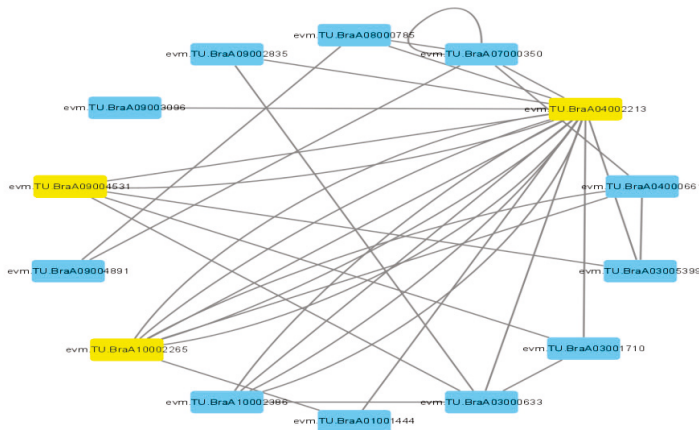 evm.TU.BraA08000785
evm.TU.BraA09002835
evm.TU.BraA07000350
evm.TU.BraA09003096
evm.TU.BraA04002213
evm.TU.BraA09004531
evm.TU.BraA0400066
evm.TU.BraA09004891
evm.TU.BraA03005399
evm.TU.BraA10002265
evm.TU.BraA03001710
evm.TU.BraA10002386
evm.TU.BraA03000633
evm.TU.BraA01001444